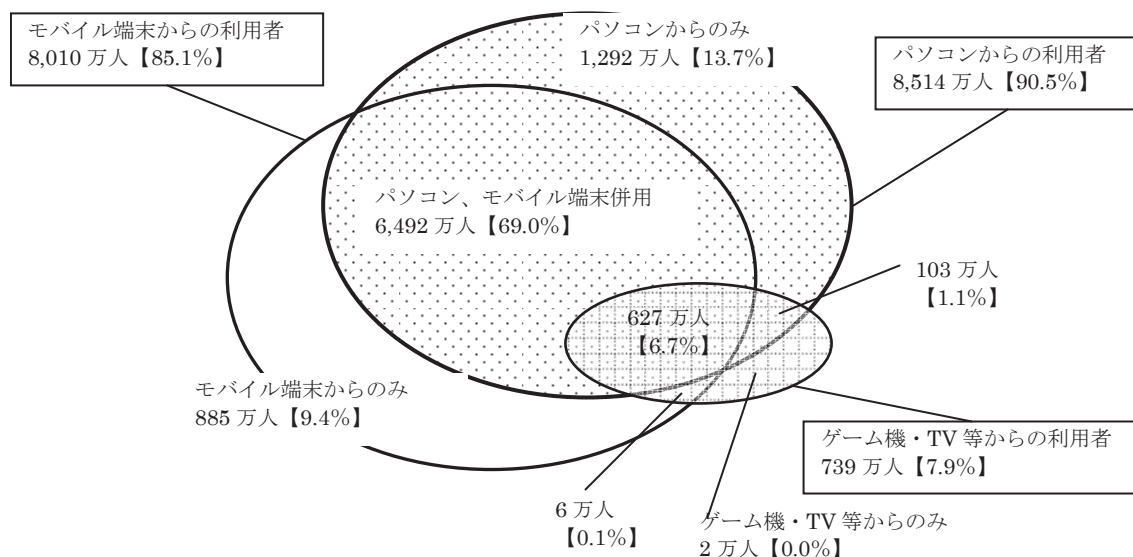 モバイル端末からの利用者
8,010 万人【85.1%】
パソコンからのみ
1,292 万人【13.7%】
パソコンからの利用者
8,514 万人【90.5%】
パソコン、モバイル端末併用
6,492 万人【69.0%】
103 万人
【1.1%】
627 万人
【6.7%】
モバイル端末からのみ
885 万人【9.4%】
ゲーム機・TV 等からの利用者
739 万人【7.9%】
6 万人
【0.1%】
ゲーム機・TV 等からのみ
2 万人【0.0%】